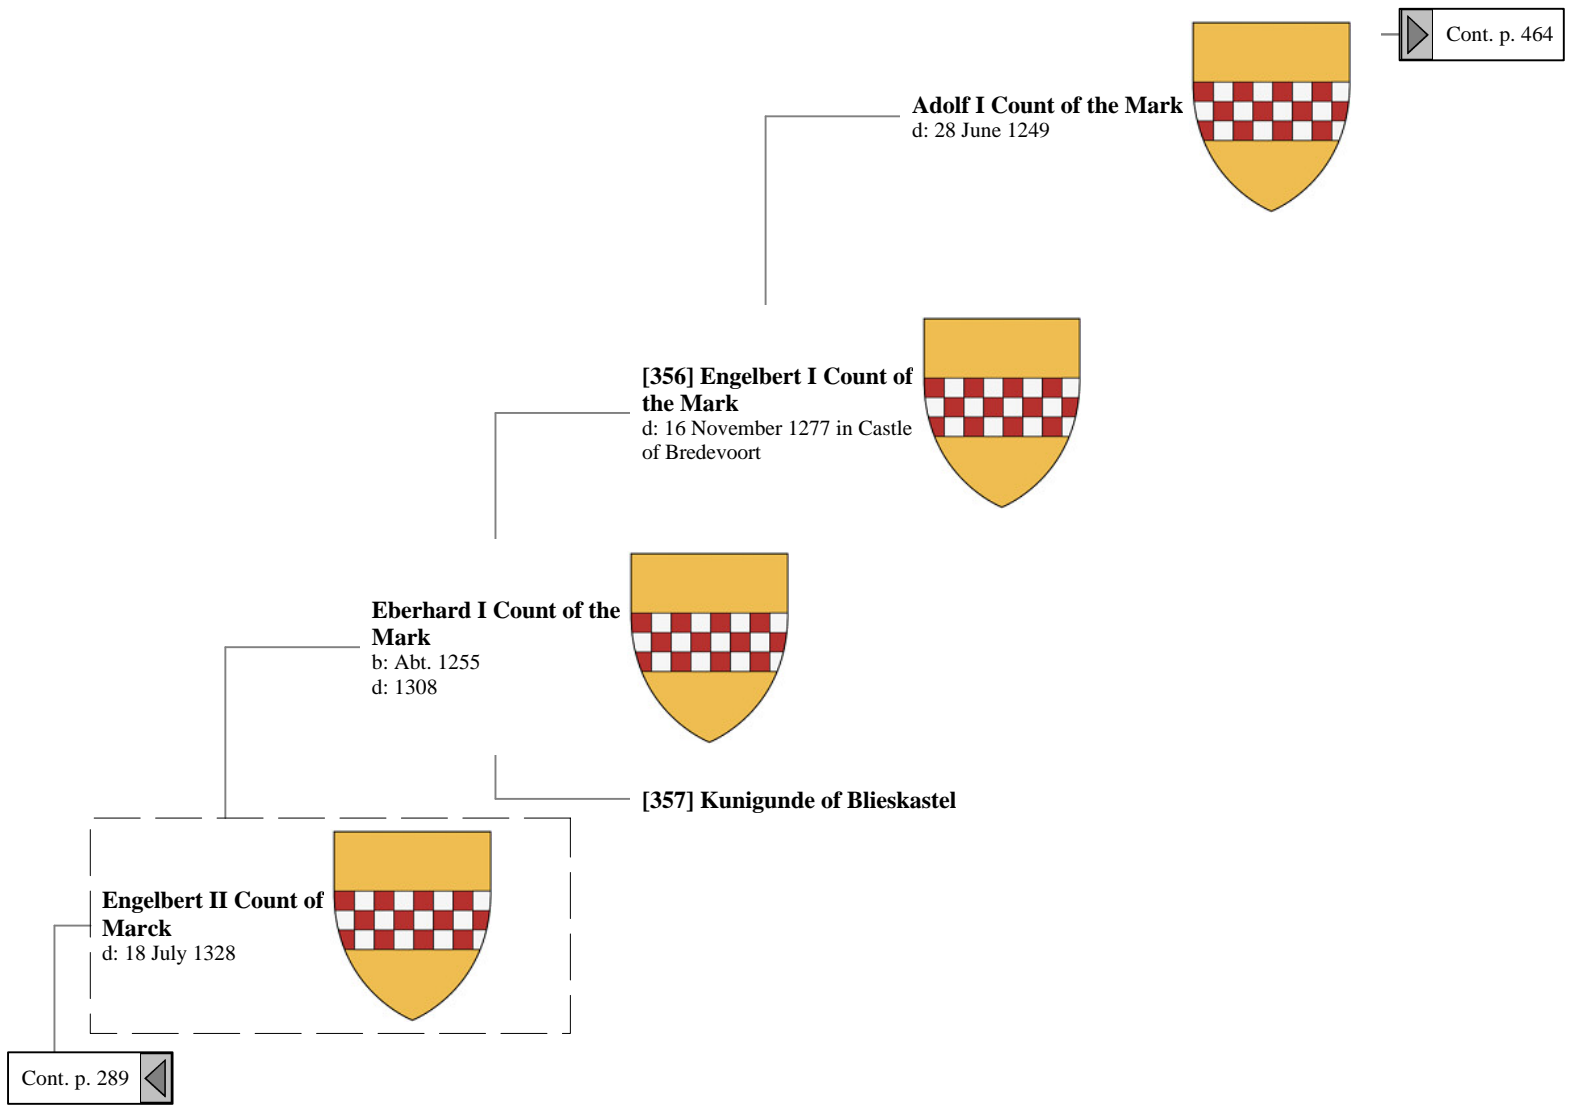 Cont. p. 464
Adolf I Count of the Mark
d: 28 June 1249
[356] Engelbert I Count of
the Mark
d: 16 November 1277 in Castle
of Bredevoort
Eberhard I Count of the
Mark
b: Abt. 1255
d: 1308
[357] Kunigunde of Blieskastel
Engelbert II Count of
Marck
d: 18 July 1328
Cont. p. 289